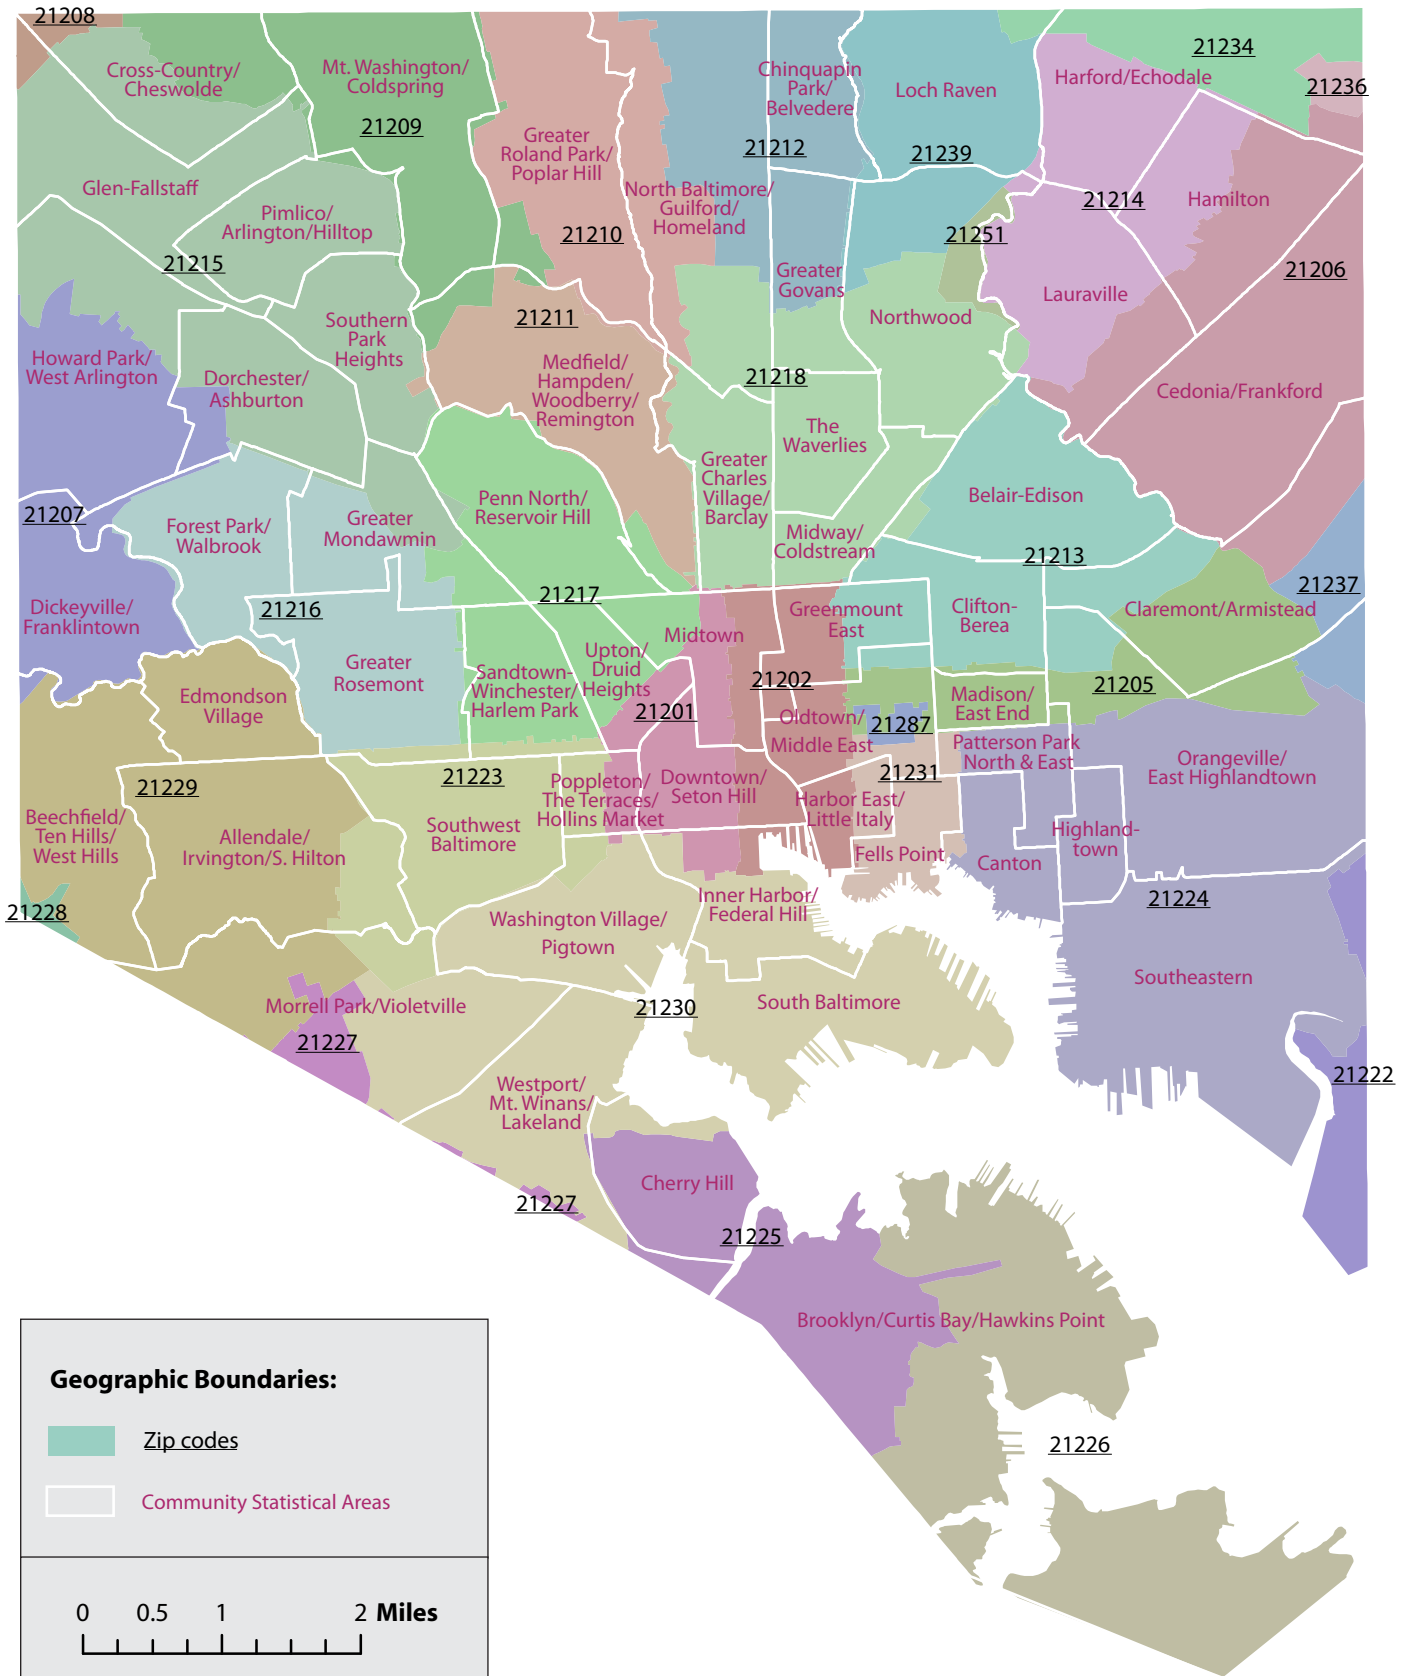 21208
Cross-Country/
Cheswolde
Mt. Washington/
Coldspring
21209
Greater
Roland Park/
Poplar Hill
Chinquapin
Park/
Belvedere
21212
Loch Raven
21239
Harford/Echodale
21234
21236
Glen-Fallstaff
Pimlico/
Arlington/Hilltop
21215
21210
North Baltimore/
Guilford/
Homeland
Greater
Govans
21251
21214
Hamilton
21206
Lauraville
Northwood
Howard Park/
West Arlington
Dorchester/
Ashburton
Southern
Park
Heights
21211
Medfield/
Hampden/
Woodberry/
Remington
21218
The
Waverlies
Cedonia/Frankford
Greater
Charles
Village/
Barclay
Belair-Edison
21207
Forest Park/
Walbrook
Greater
Mondawmin
Penn North/
Reservoir Hill
Midway/
Coldstream
21213
21237
Dickeyville/
Franklintown
21216
21217
Greenmount
East
Clifton-
Berea
Claremont/Armistead
Midtown
Greater
Rosemont
Sandtown-
Winchester/
Harlem Park
Upton/
Druid
Heights
21202
21205
Edmondson
Village
21201
Oldtown/
Middle East
21287
Madison/
East End
Patterson Park
North & East
Orangeville/
East Highlandtown
21229
21223
Poppleton/
The Terraces/
Hollins Market
Downtown/
Seton Hill
21231
Harbor East/
Little Italy
Beechfield/
Ten Hills/
West Hills
Allendale/
Irvington/S. Hilton
Southwest
Baltimore
Fells Point
Canton
Highland-
town
21228
Washington Village/
Pigtown
Inner Harbor/
Federal Hill
21224
Morrell Park/Violetville
21230
South Baltimore
Southeastern
21227
21222
Westport/
Mt. Winans/
Lakeland
Cherry Hill
21227
21225
Brooklyn/Curtis Bay/Hawkins Point
21226
Geographic Boundaries:
Zip codes
Community Statistical Areas
0 0.5 1 2 Miles